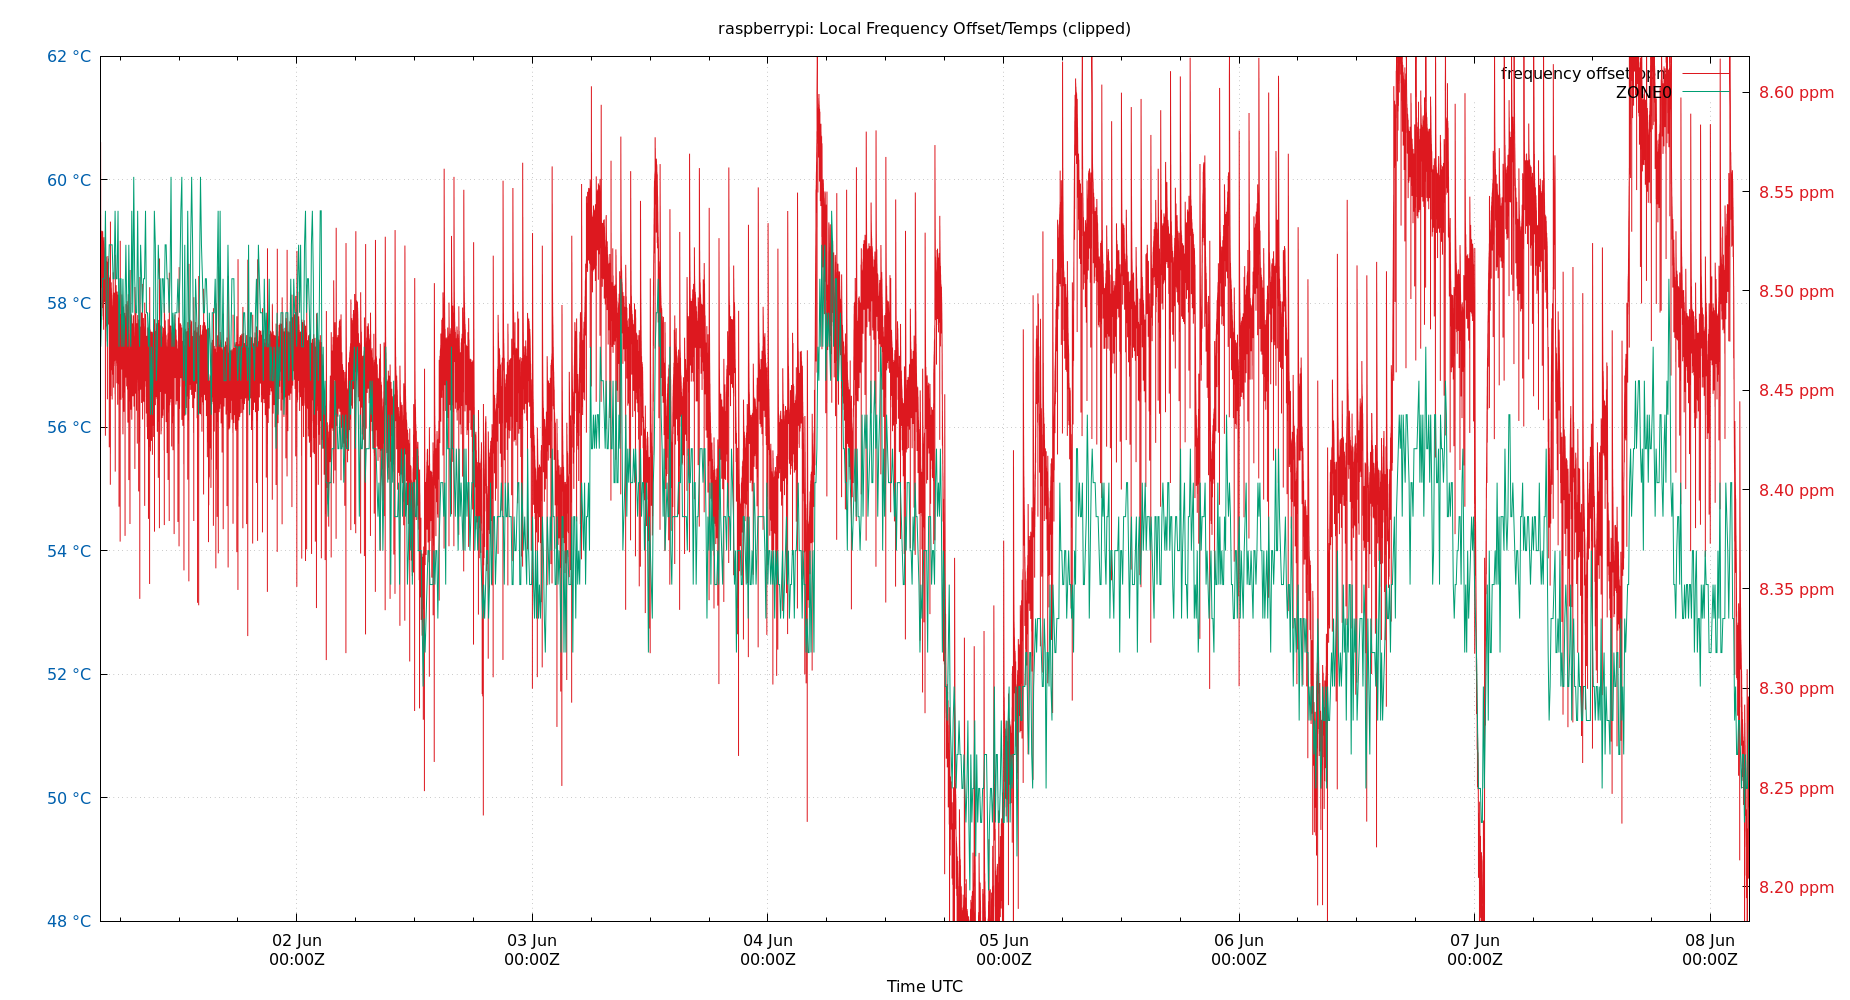 raspberrypi: Local Frequency Offset/Temps (clipped)
62 °C
60 °C
58 °C
56 °C
54 °C
52 °C
50 °C
48 °C
frequency offset ppm
ZONE0
8.60 ppm
8.55 ppm
8.50 ppm
8.45 ppm
8.40 ppm
8.35 ppm
8.30 ppm
8.25 ppm
8.20 ppm
02 Jun
00:00Z
03 Jun
00:00Z
04 Jun
00:00Z
05 Jun
00:00Z
06 Jun
00:00Z
07 Jun
00:00Z
08 Jun
00:00Z
Time UTC